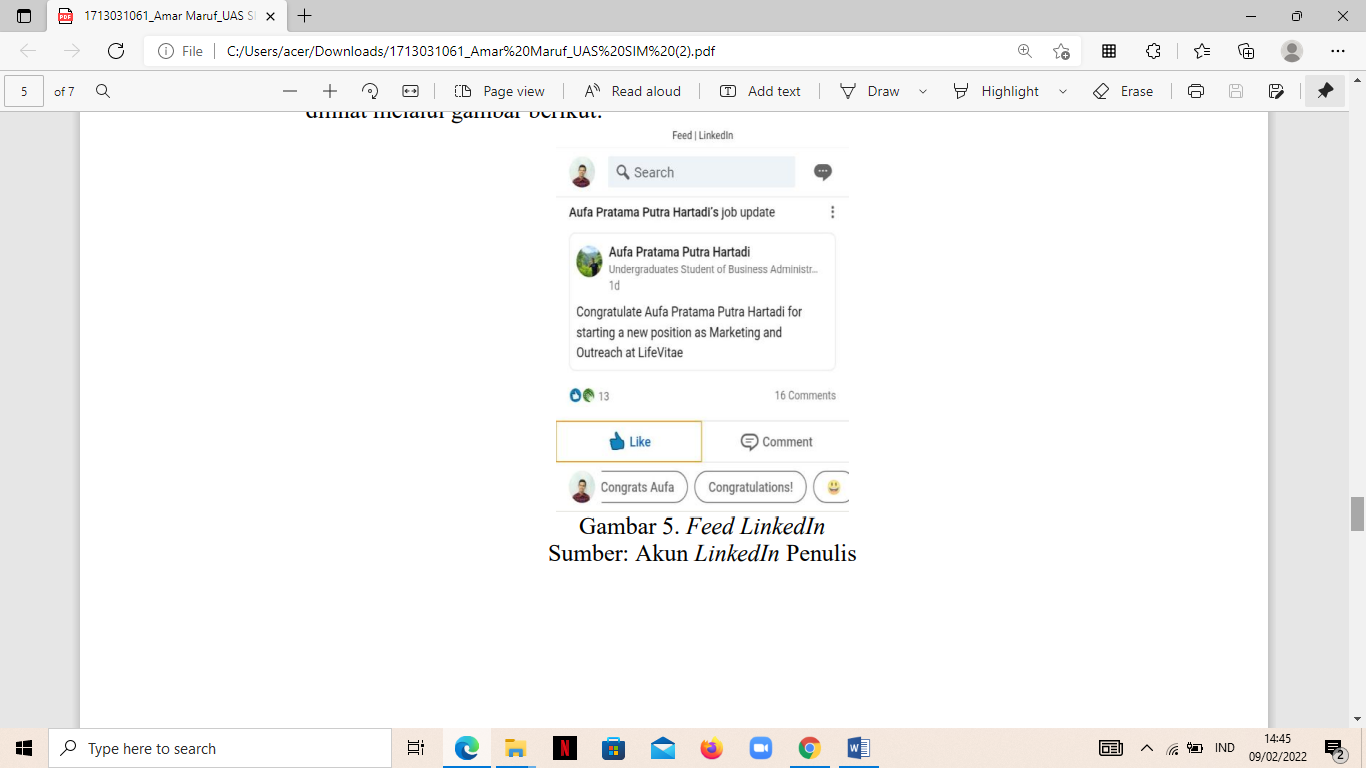 1713031061_Amar Maruf_UAS SI
File
C:/Users/acer/Downloads/1713031061_Amar%20Maruf_UAS%20SIM%20(2).pdf
5 of 7
Page view
Read aloud
Add text
Draw
Highlight
Erase
berikut:
Feed | LinkedIn
Search
Aufa Pratama Putra Hartadi's job update
Aufa Pratama Putra Hartadi
Undergraduates Student of Business Administr...
1d
Congratulate Aufa Pratama Putra Hartadi for
starting a new position as Marketing and
Outreach at LifeVitae
13
16 Comments
Like
Comment
Congrats Aufa
Congratulations!
Gambar 5. Feed LinkedIn
Sumber: Akun LinkedIn Penulis
Type here to search
IND
14:45
09/02/2022
2